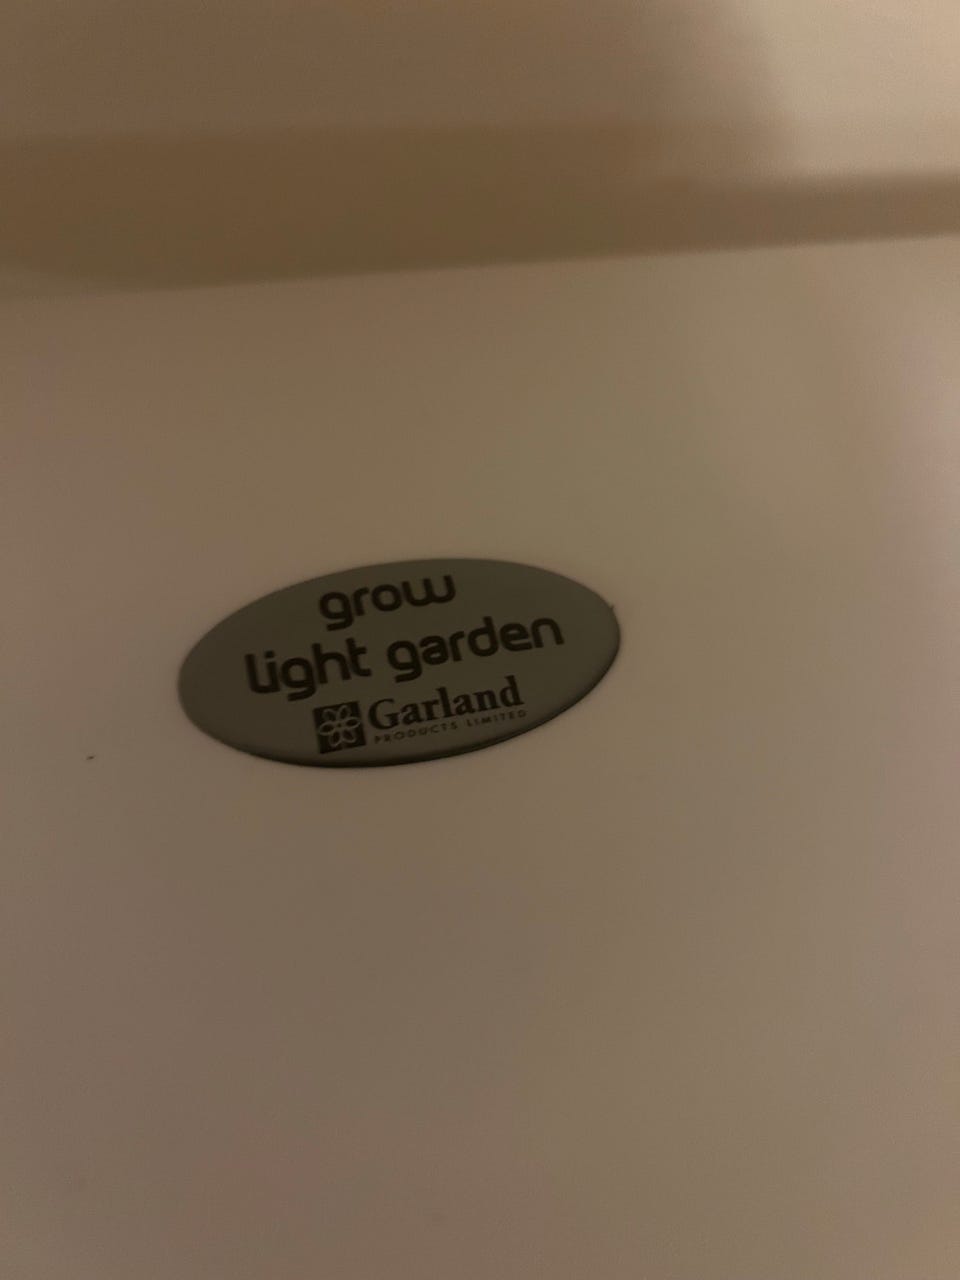 grow
light garden
Garland
PRODUCTS LIMITED